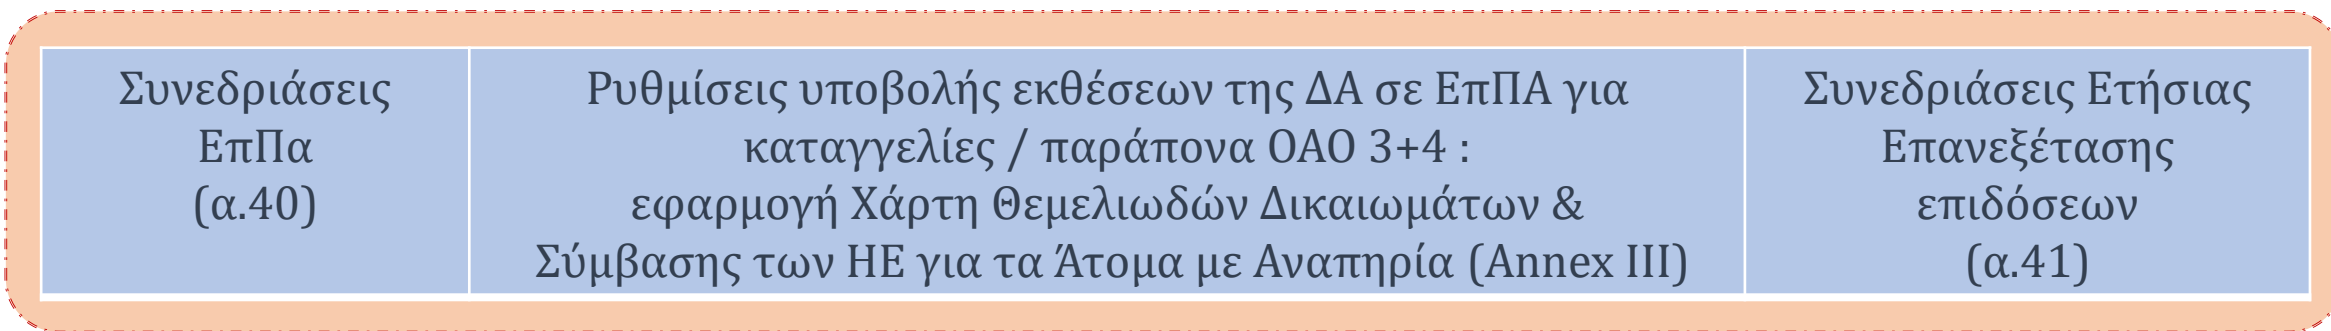 Συνεδριάσεις
ΕπΠα
(α.40)
Ρυθμίσεις υποβολής εκθέσεων της ΔΑ σε ΕπΠΑ για
καταγγελίες / παράπονα ΟΑΟ 3+4 :
εφαρμογή Χάρτη Θεμελιωδών Δικαιωμάτων &
Σύμβασης των ΗΕ για τα Άτομα με Αναπηρία (Annex III)
Συνεδριάσεις Ετήσιας
Επανεξέτασης
επιδόσεων
(α.41)